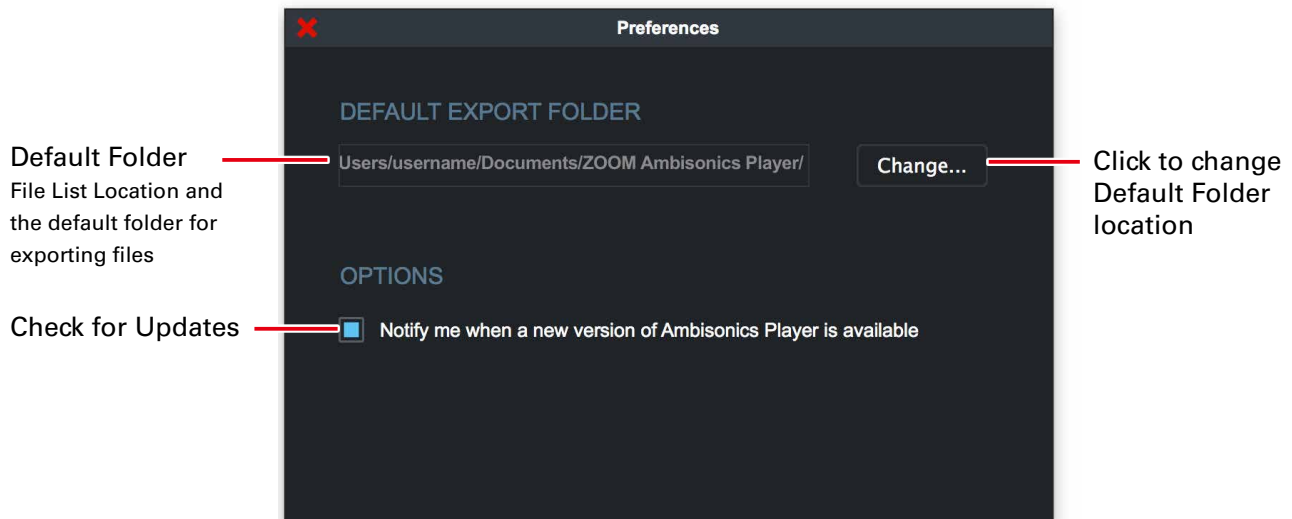 Preferences
DEFAULT EXPORT FOLDER
Default Folder
File List Location and
the default folder for
exporting files
Users/username/Documents/ZOOM Ambisonics Player/
Change...
Click to change
Default Folder
location
OPTIONS
Check for Updates
Notify me when a new version of Ambisonics Player is available